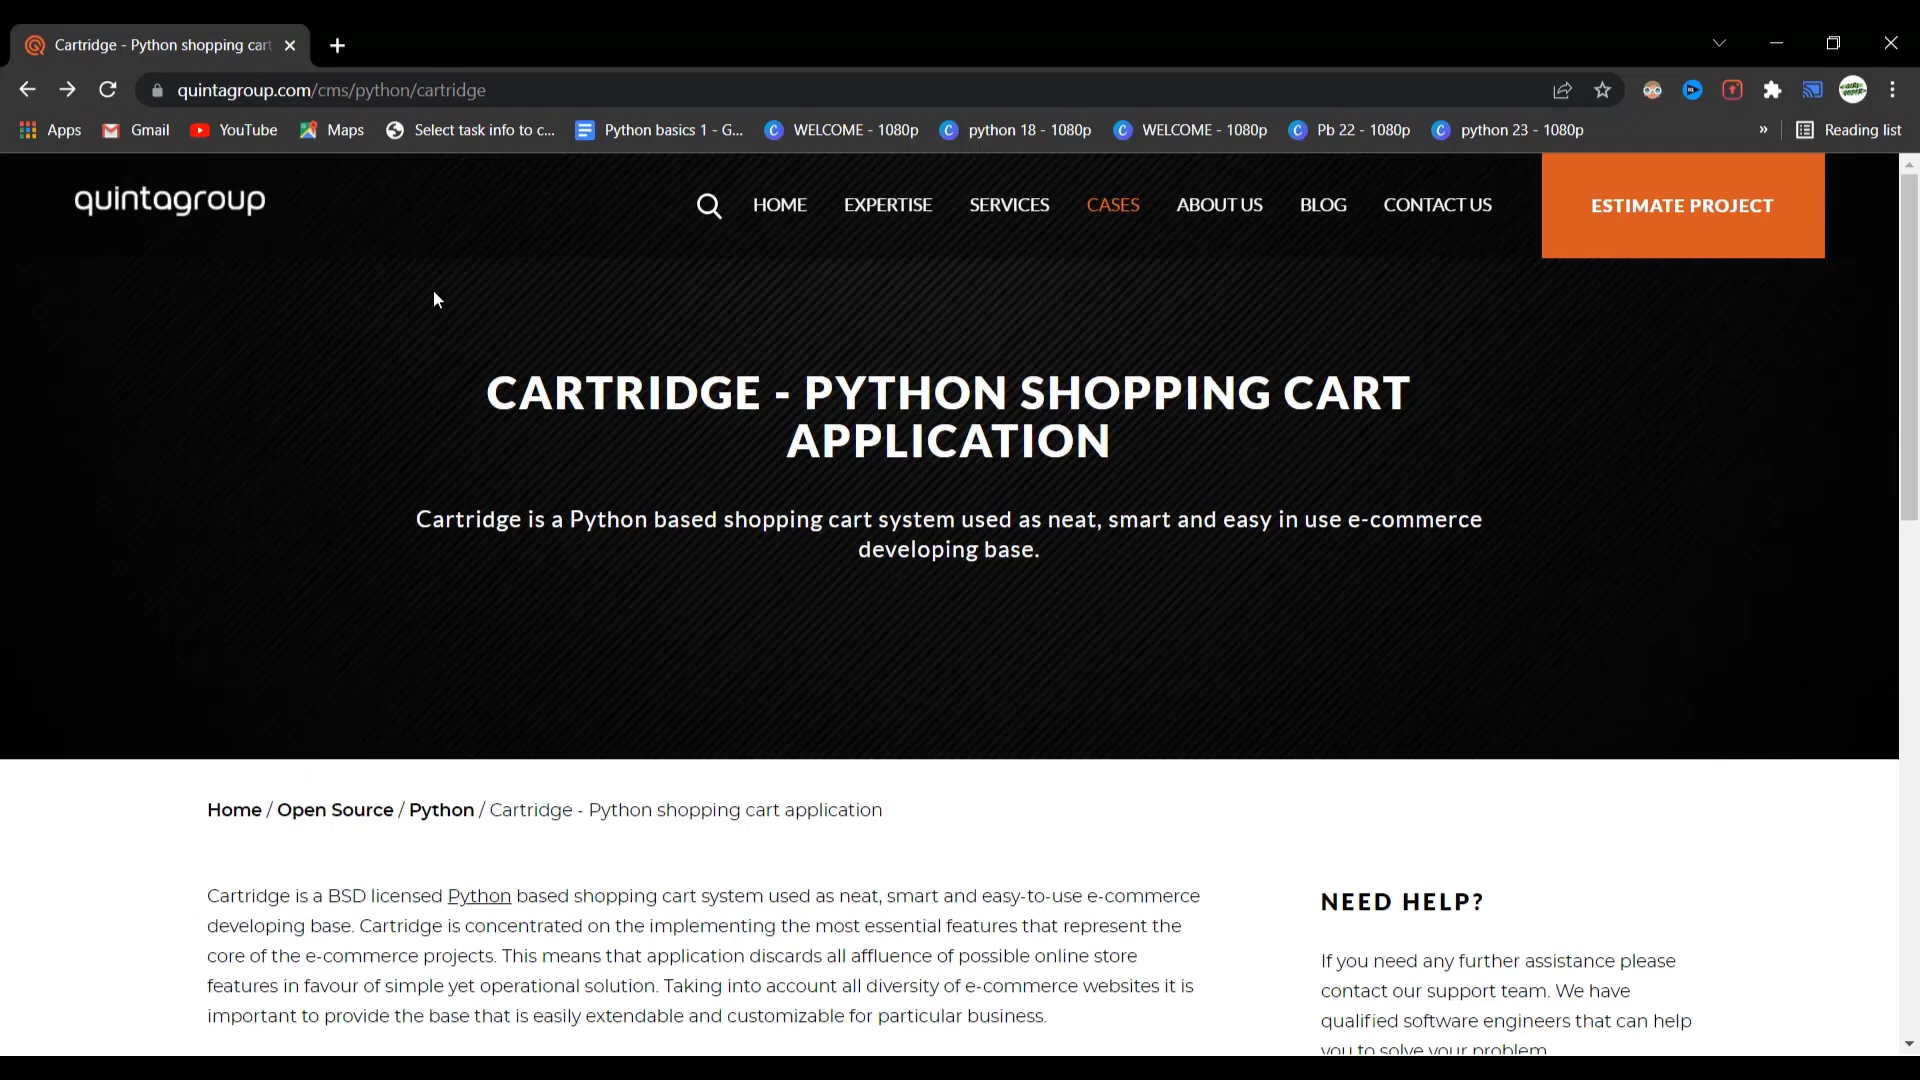 Cartridge - Python shopping cart
quintagroup.com/cms/python/cartridge
Apps Gmail YouTube Maps Select task info to c... Python basics 1 - G... WELCOME - 1080p python 18 - 1080p WELCOME - 1080p Pb 22 - 1080p python 23 - 1080p » Reading list
quintagroup HOME EXPERTISE SERVICES CASES ABOUT US BLOG CONTACT US ESTIMATE PROJECT
CARTRIDGE - PYTHON SHOPPING CART
APPLICATION
Cartridge is a Python based shopping cart system used as neat, smart and easy in use e-commerce
developing base.
Home / Open Source / Python / Cartridge - Python shopping cart application
Cartridge is a BSD licensed Python based shopping cart system used as neat, smart and easy-to-use e-commerce
developing base. Cartridge is concentrated on the implementing the most essential features that represent the
core of the e-commerce projects. This means that application discards all affluence of possible online store
features in favour of simple yet operational solution. Taking into account all diversity of e-commerce websites it is
important to provide the base that is easily extendable and customizable for particular business.
NEED HELP?
If you need any further assistance please
contact our support team. We have
qualified software engineers that can help
you to solve your problem